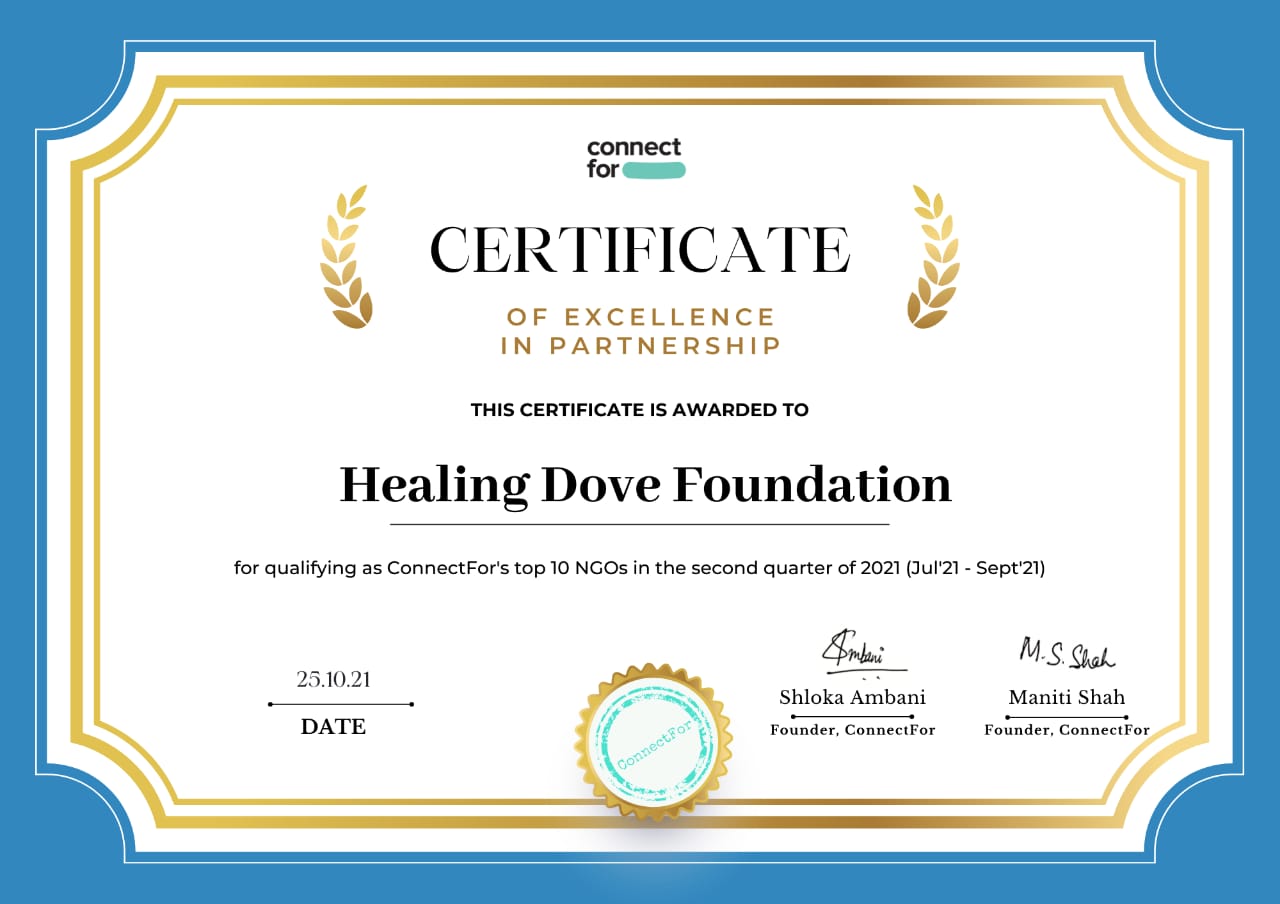 connect
for
CERTIFICATE
OF EXCELLENCE
IN PARTNERSHIP
THIS CERTIFICATE IS AWARDED TO
Healing Dove Foundation
for qualifying as ConnectFor's top 10 NGOs in the second quarter of 2021 (Jul'21 - Sept'21)
25.10.21
DATE
ConnectFor
SAmbani
Shloka Ambani
Founder, ConnectFor
M.S.Shah
Maniti Shah
Founder, ConnectFor